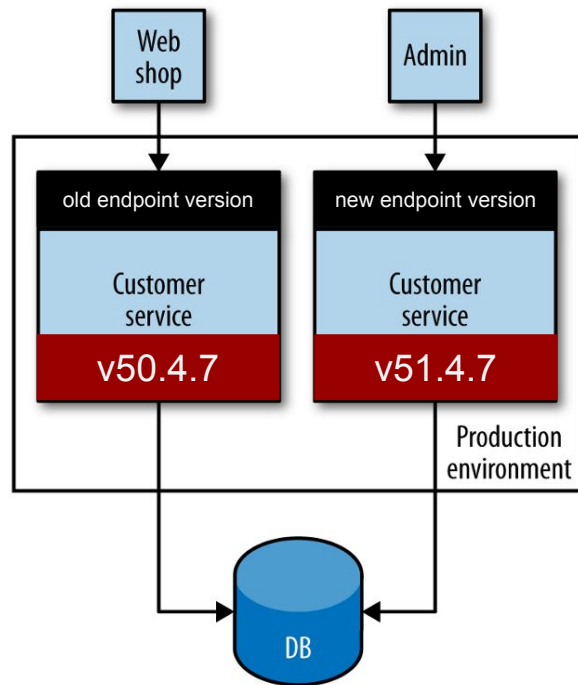 Web
shop
Admin
old endpoint version
new endpoint version
Customer
service
Customer
service
v50.4.7
v51.4.7
Production
environment
DB